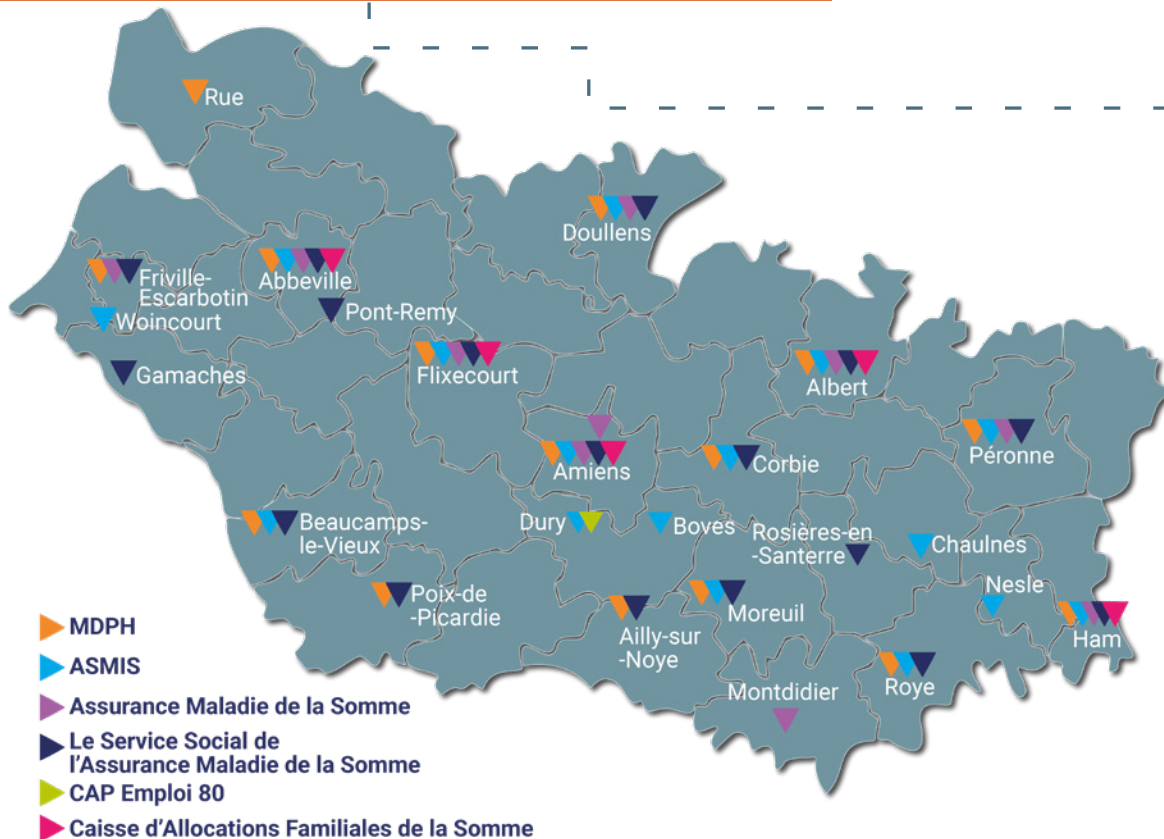 Rue
Doullens
Friville-
Escarbotin
Abbeville
Woincourt
Pont-Remy
Gamaches
Flixecourt
Albert
Amiens
Corbie
Péronne
Beaucamps-
le-Vieux
Dury
Boves
Rosières-en
-Santerre
Chaulnes
Nesle
Poix-de
-Picardie
Ailly-sur
-Noye
Moreuil
Ham
Roye
Montdidier
MDPH
ASMIS
Assurance Maladie de la Somme
Le Service Social de
l'Assurance Maladie de la Somme
CAP Emploi 80
Caisse d'Allocations Familiales de la Somme